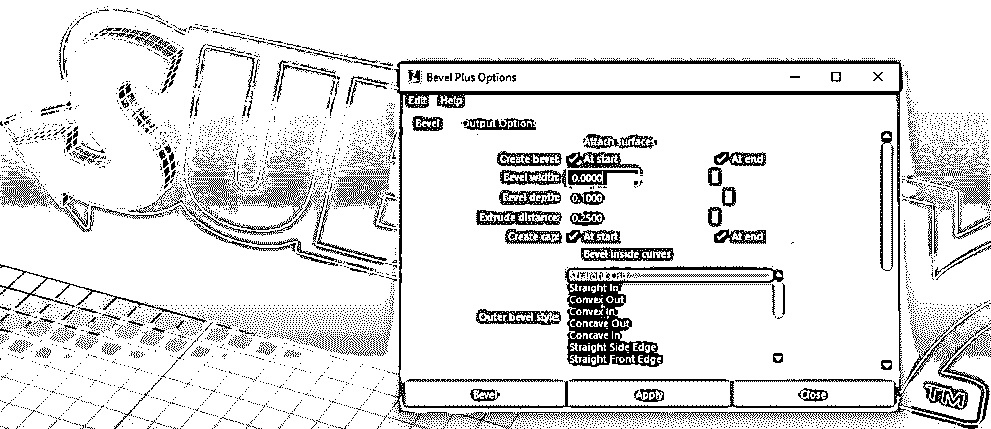 Bevel Plus Options
Edit Help
Bevel Output Options
Attach surfaces
Create bevel: At start At end
Bevel width: 0.0000
Bevel depth: 0.1000
Extrude distance: 0.2500
Create cap: At start At end
Bevel inside curves
Straight In
Convex Out
Convex In
Outer bevel style:
Concave Out
Concave In
Straight Side Edge
Straight Front Edge
Bevel Apply Close
TM